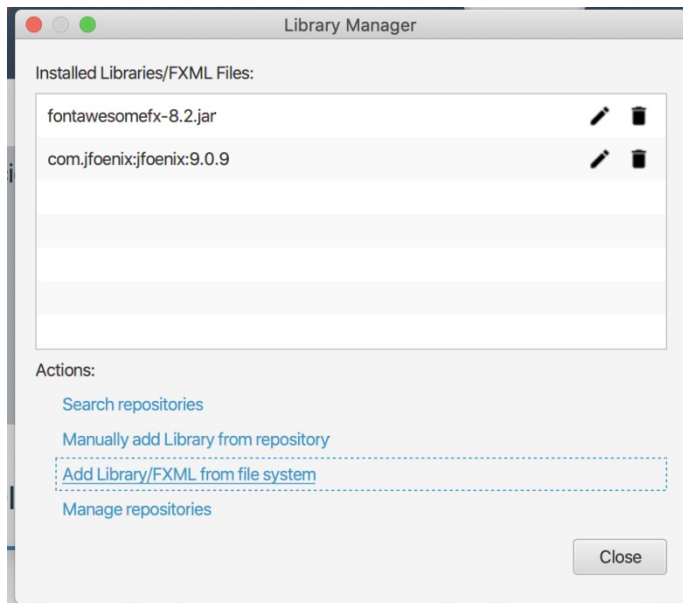 Library Manager
Installed Libraries/FXML Files:
fontawesomefx-8.2.jar
com.jfoenix:jfoenix:9.0.9
Actions:
Search repositories
Manually add Library from repository
Add Library/FXML from file system
Manage repositories
Close